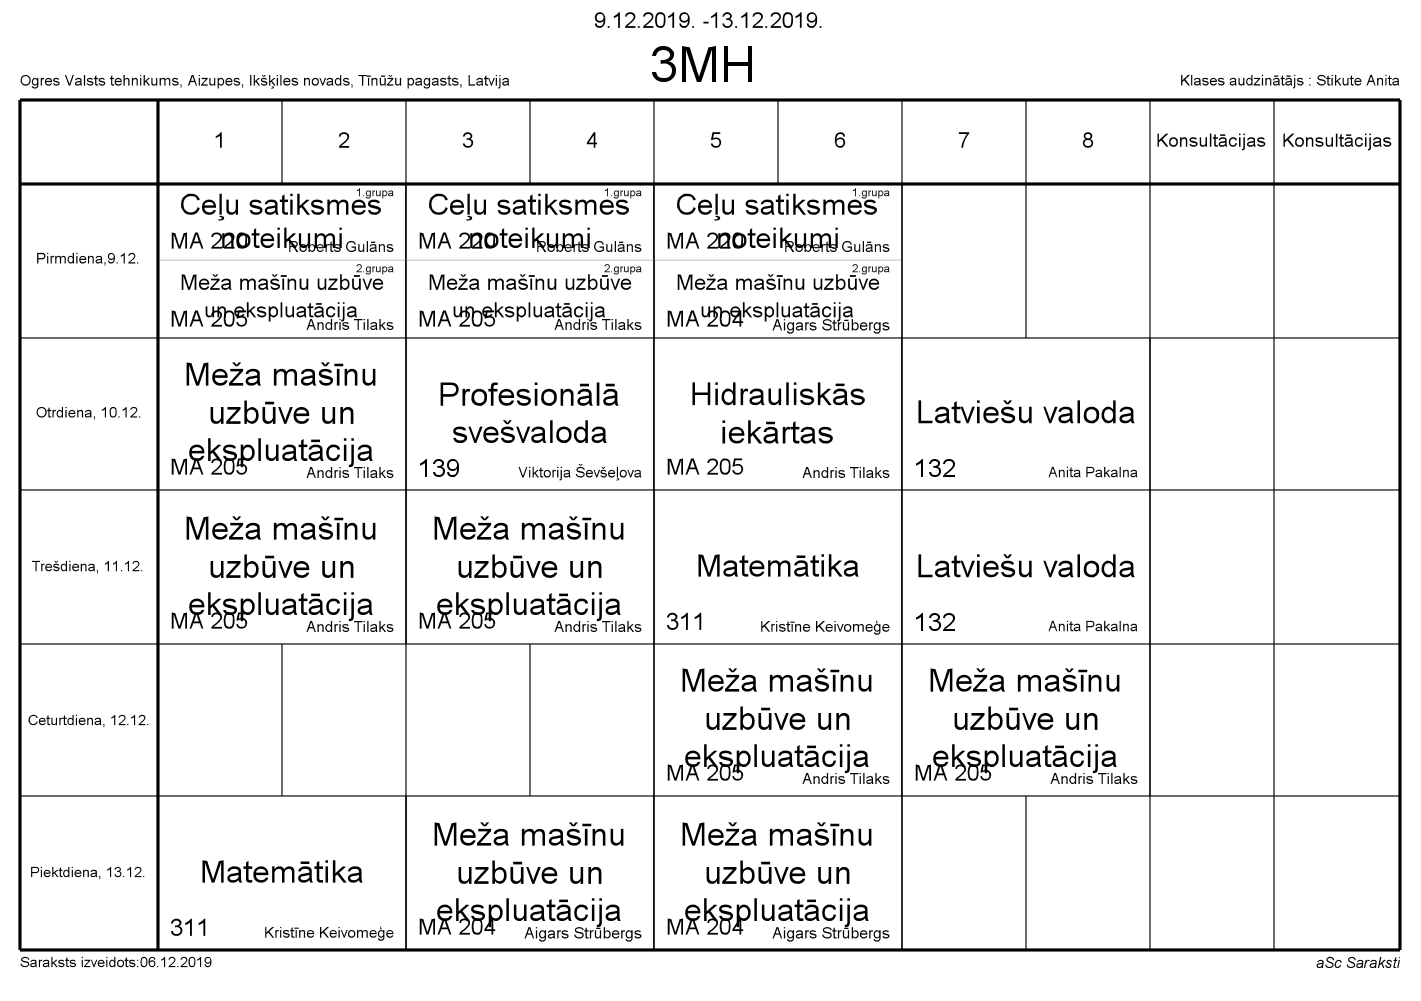 9.12.2019. -13.12.2019.
3MH
Ogres Valsts tehnikums, Aizupes, Ikšķiles novads, Tīnūžu pagasts, Latvija
Klases audzinātājs : Stikute Anita
1 2 3 4 5 6 7 8 Konsultācijas Konsultācijas
Pirmdiena,9.12.
1.grupa
Ceļu satiksmes
noteikumi
MA 220 Roberts Gulāns
2.grupa
Meža mašīnu uzbūve
un ekspluatācija
MA 205 Andris Tilaks
1.grupa
Ceļu satiksmes
noteikumi
MA 220 Roberts Gulāns
2.grupa
Meža mašīnu uzbūve
un ekspluatācija
MA 205 Andris Tilaks
1.grupa
Ceļu satiksmes
noteikumi
MA 220 Roberts Gulāns
2.grupa
Meža mašīnu uzbūve
un ekspluatācija
MA 204 Aigars Strūbergs
Otrdiena, 10.12.
Meža mašīnu
uzbūve un
ekspluatācija
MA 205 Andris Tilaks
Profesionālā
svešvaloda
139 Viktorija Ševšeļova
Hidrauliskās
iekārtas
MA 205 Andris Tilaks
Latviešu valoda
132 Anita Pakalna
Trešdiena, 11.12.
Meža mašīnu
uzbūve un
ekspluatācija
MA 205 Andris Tilaks
Meža mašīnu
uzbūve un
ekspluatācija
MA 205 Andris Tilaks
Matemātika
311 Kristīne Keivomeģe
Latviešu valoda
132 Anita Pakalna
Ceturtdiena, 12.12.
Meža mašīnu
uzbūve un
ekspluatācija
MA 205 Andris Tilaks
Meža mašīnu
uzbūve un
ekspluatācija
MA 205 Andris Tilaks
Piektdiena, 13.12.
Matemātika
311 Kristīne Keivomeģe
Meža mašīnu
uzbūve un
ekspluatācija
MA 204 Aigars Strūbergs
Meža mašīnu
uzbūve un
ekspluatācija
MA 204 Aigars Strūbergs
Saraksts izveidots:06.12.2019
aSc Saraksti